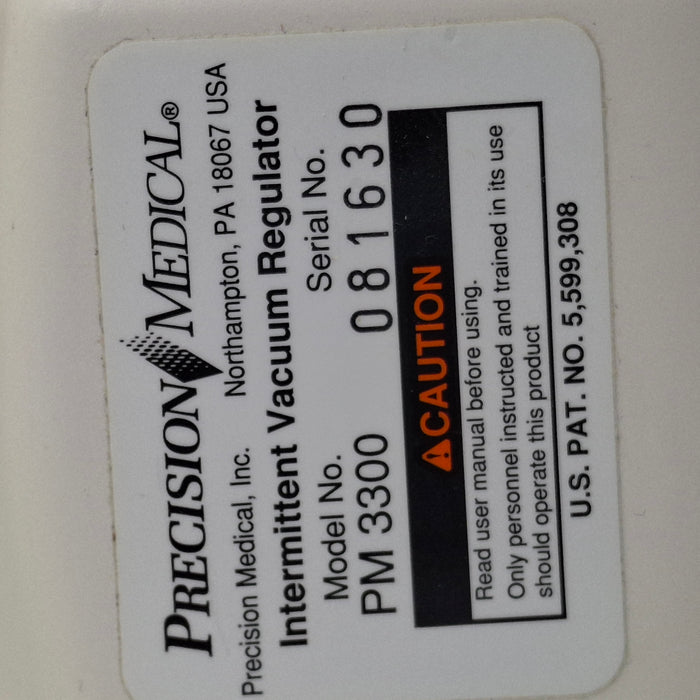 PRECISION MEDICAL®
Precision Medical, Inc. Northampton, PA 18067 USA
Intermittent Vacuum Regulator
Model No. Serial No.
PM 3300 081630
⚠CAUTION
Read user manual before using.
Only personnel instructed and trained in its use
should operate this product
U.S. PAT. NO. 5,599,308